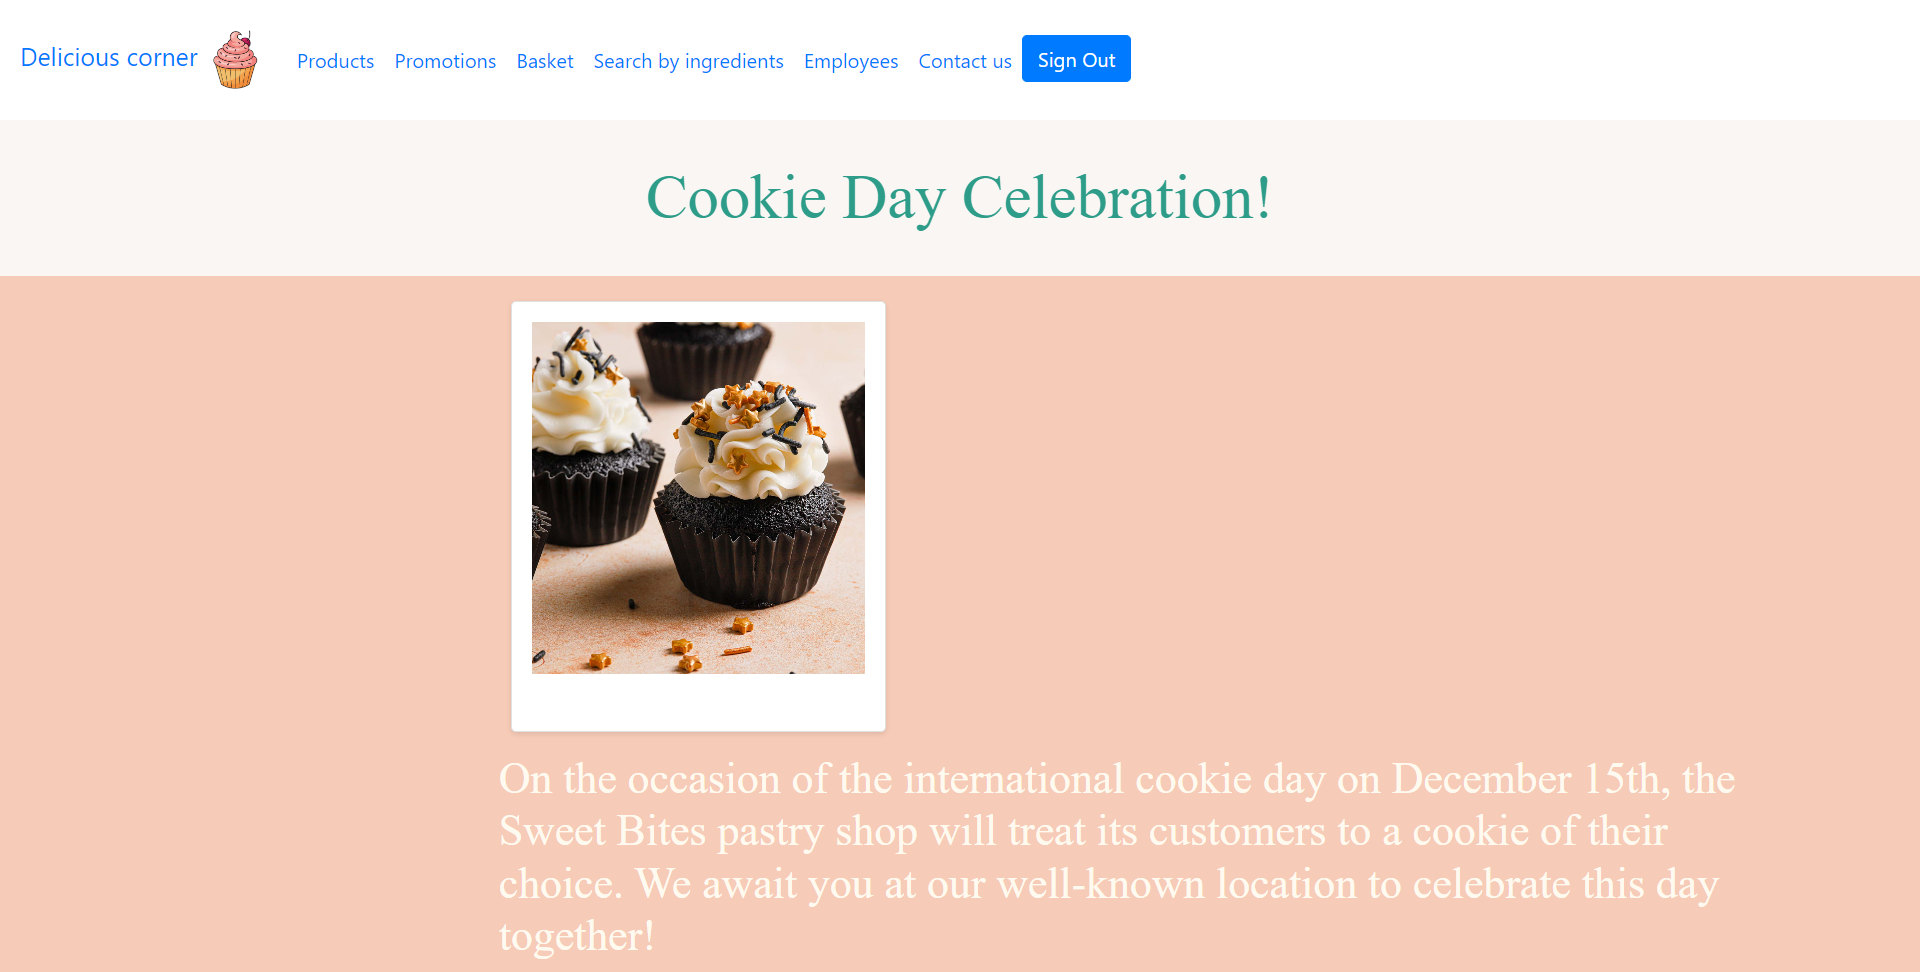 Delicious corner Products Promotions Basket Search by ingredients Employees Contact us Sign Out
Cookie Day Celebration!
On the occasion of the international cookie day on December 15th, the
Sweet Bites pastry shop will treat its customers to a cookie of their
choice. We await you at our well-known location to celebrate this day
together!